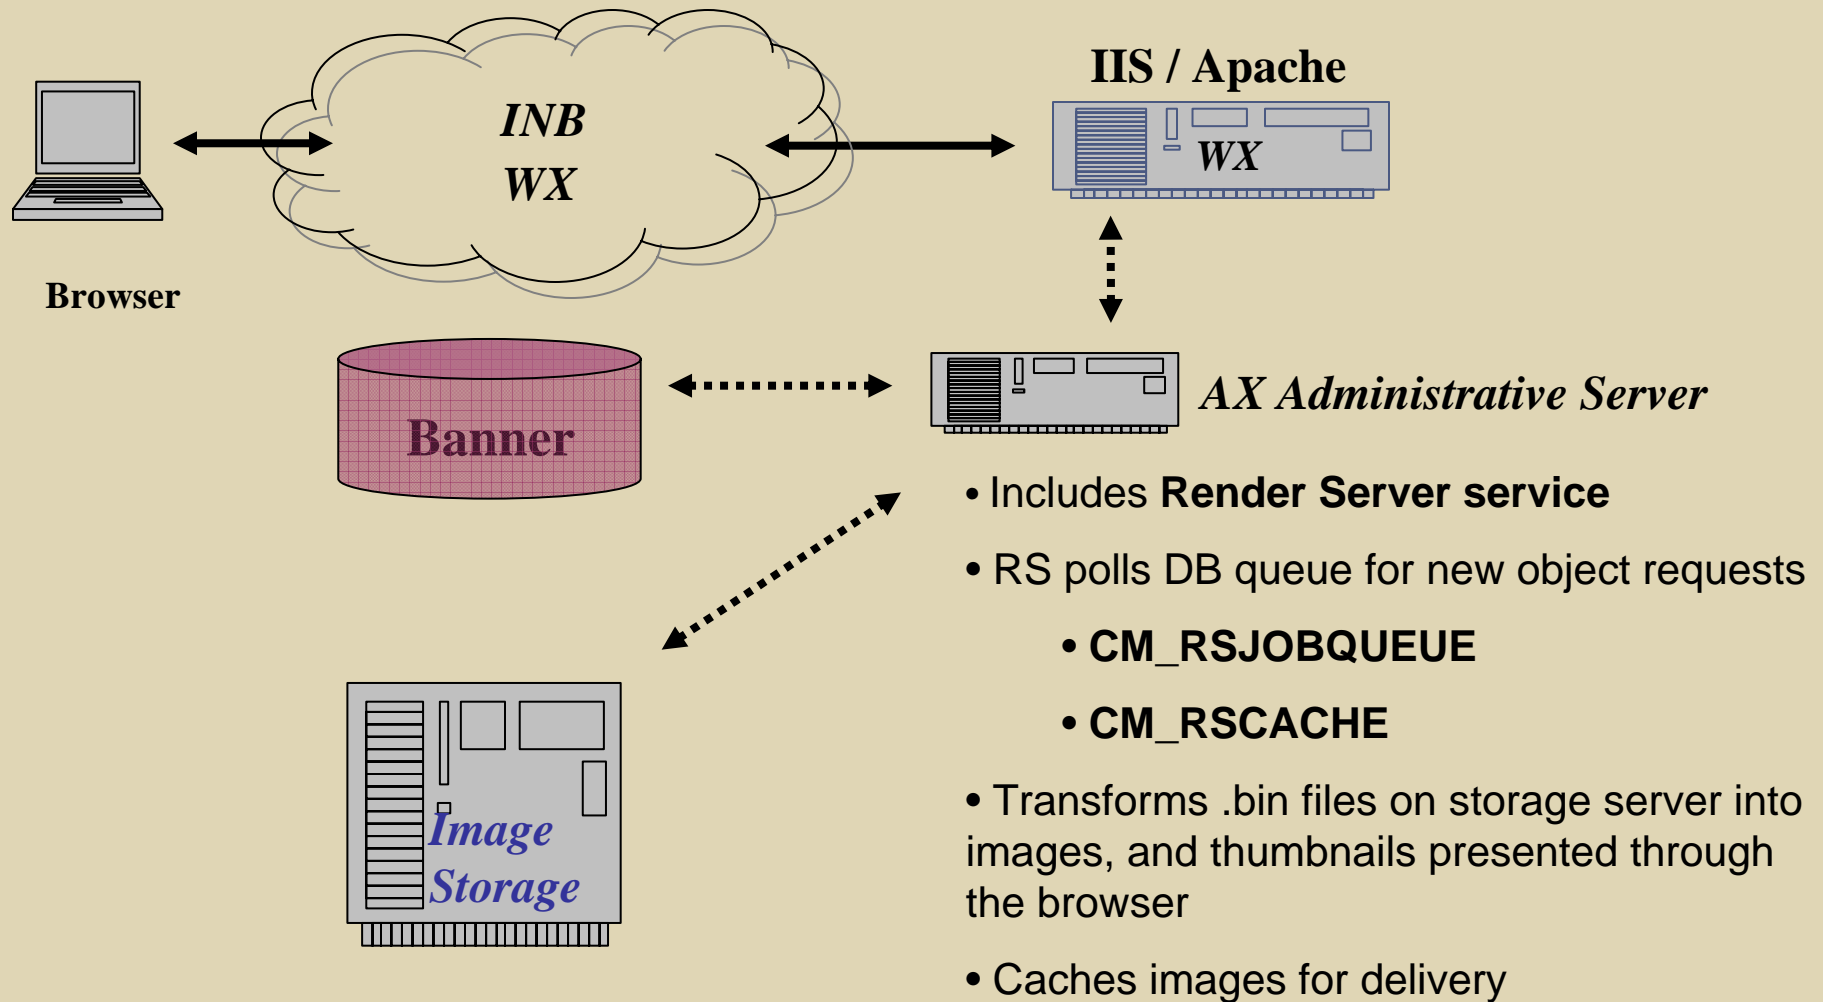 INB
WX
IIS / Apache
WX
Browser
Banner
AX Administrative Server
• Includes Render Server service
• RS polls DB queue for new object requests
• CM_RSJOBQUEUE
• CM_RSCACHE
• Transforms .bin files on storage server into
images, and thumbnails presented through
the browser
• Caches images for delivery
Image
Storage